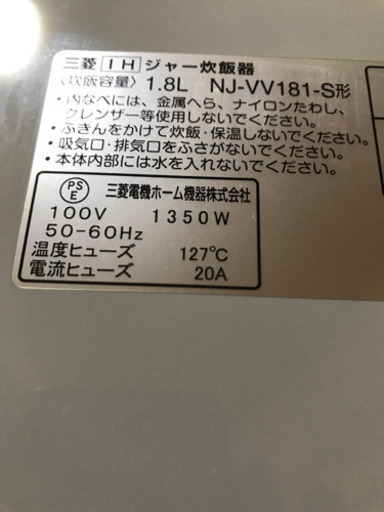 三菱 IH ジャー炊飯器
〈炊飯容量〉 1.8L NJ-VV181-S形
・内なべには、金属へら、ナイロンたわし、
クレンザー等使用しないでください。
・ふきんをかけて炊飯・保温しないでください。
・吸気口・排気口をふさがないでください。
・本体内部には水を入れないでください。
PSE 三菱電機ホーム機器株式会社
100V 1350W
50-60Hz
温度ヒューズ 127℃
電流ヒューズ 20A